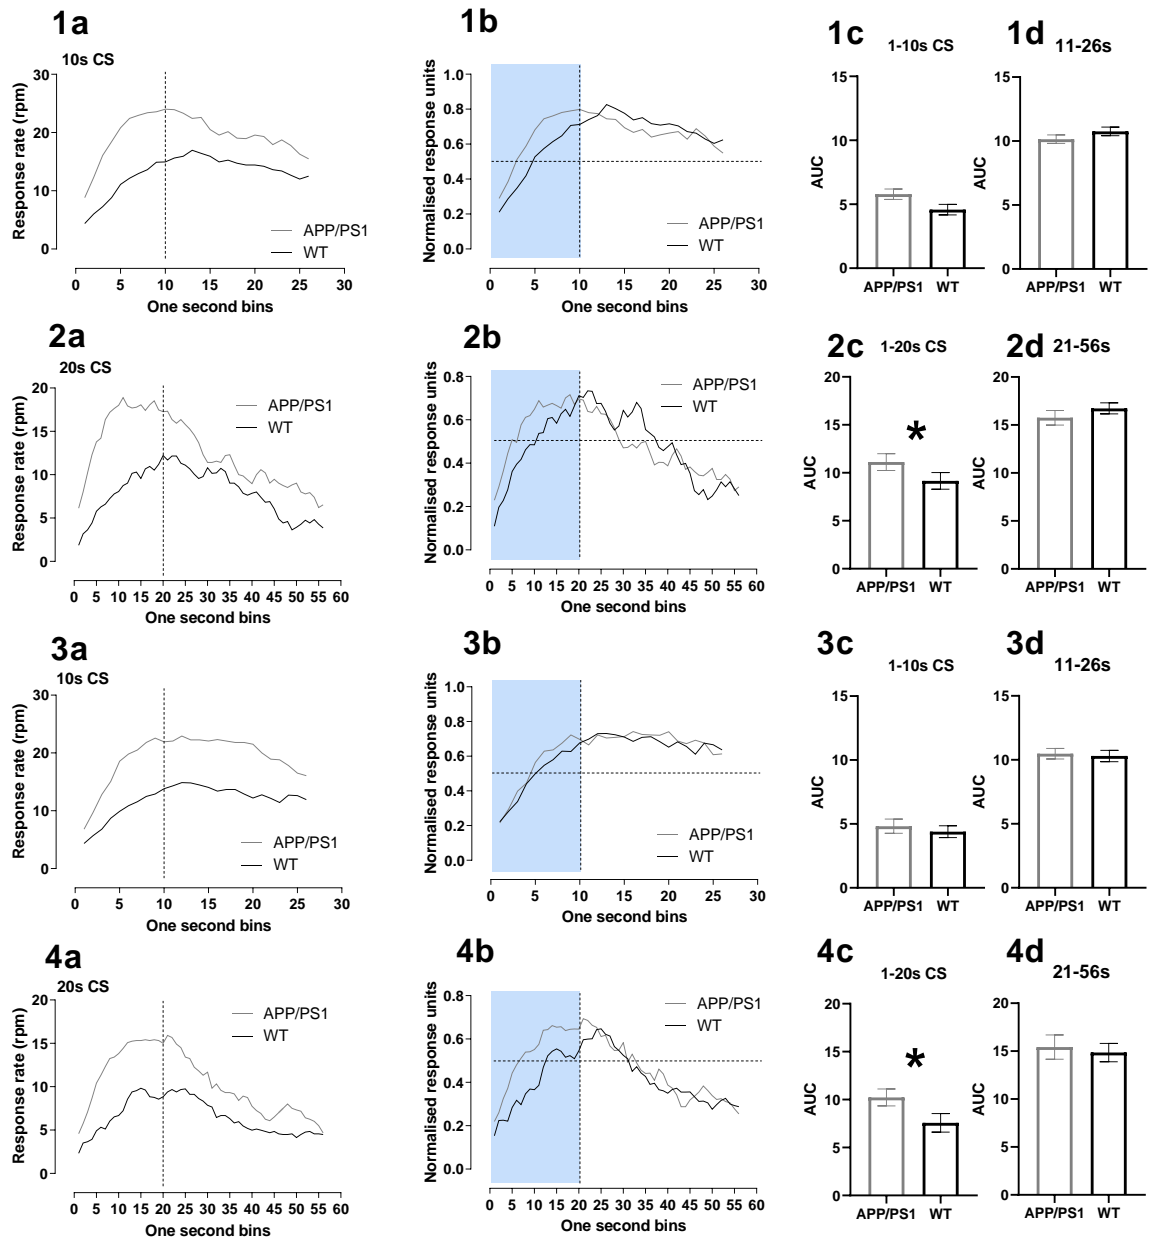 1a
10s CS
Response rate (rpm)
30
20
10
0
APP/PS1
WT
0 5 10 15 20 25 30
One second bins
1b
Normalised response units
1.0
0.8
0.6
0.4
0.2
0.0
APP/PS1
WT
0 5 10 15 20 25 30
One second bins
1c
1-10s CS
AUC
15
10
5
0
APP/PS1 WT
1d
11-26s
AUC
15
10
5
0
APP/PS1 WT
2a
20s CS
Response rate (rpm)
20
15
10
5
0
APP/PS1
WT
0 5 10 15 20 25 30 35 40 45 50 55 60
One second bins
2b
Normalised response units
0.8
0.6
0.4
0.2
0.0
APP/PS1
WT
0 5 10 15 20 25 30 35 40 45 50 55 60
One second bins
2c
1-20s CS
AUC
20
15
10
5
0
*
APP/PS1 WT
2d
21-56s
AUC
20
15
10
5
0
APP/PS1 WT
3a
10s CS
Response rate (rpm)
30
20
10
0
APP/PS1
WT
0 5 10 15 20 25 30
One second bins
3b
Normalised response units
1.0
0.8
0.6
0.4
0.2
0.0
APP/PS1
WT
0 5 10 15 20 25 30
One second bins
3c
1-10s CS
AUC
15
10
5
0
APP/PS1 WT
3d
11-26s
AUC
15
10
5
0
APP/PS1 WT
4a
20s CS
Response rate (rpm)
20
15
10
5
0
APP/PS1
WT
0 5 10 15 20 25 30 35 40 45 50 55 60
One second bins
4b
Normalised response units
0.8
0.6
0.4
0.2
0.0
APP/PS1
WT
0 5 10 15 20 25 30 35 40 45 50 55 60
One second bins
4c
1-20s CS
AUC
20
15
10
5
0
*
APP/PS1 WT
4d
21-56s
AUC
20
15
10
5
0
APP/PS1 WT